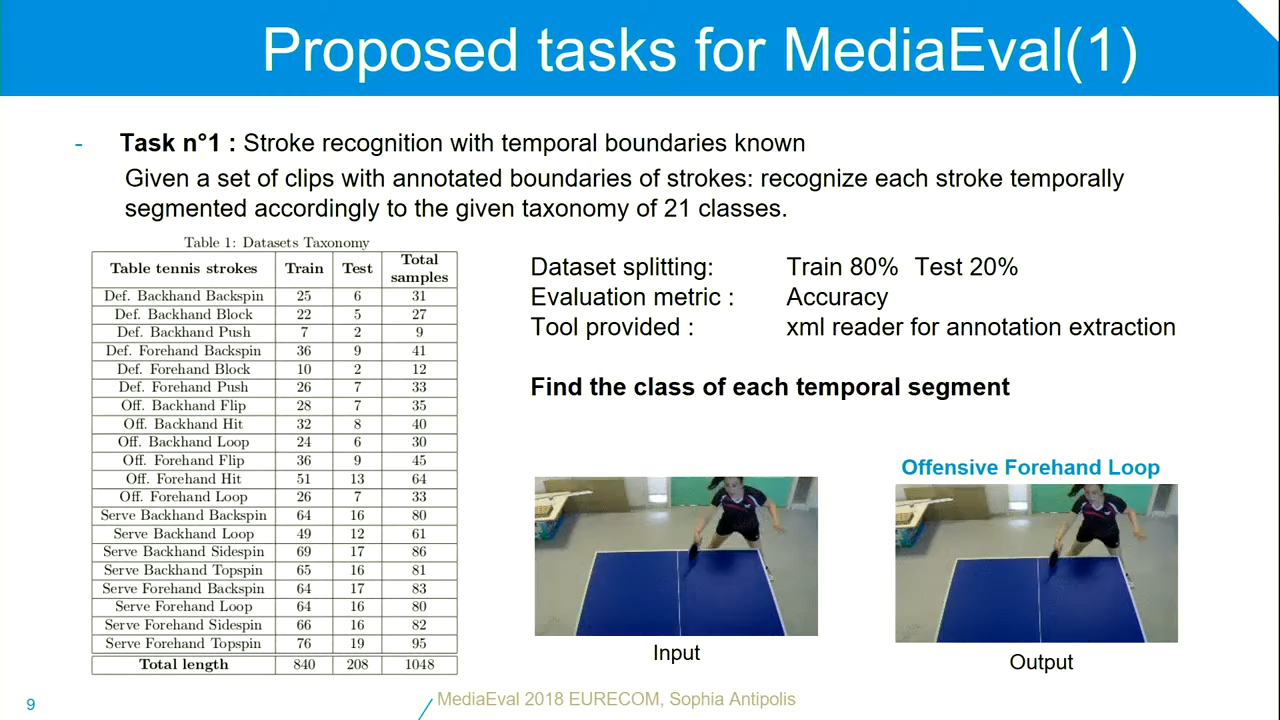 Proposed tasks for MediaEval(1)
- Task n°1 : Stroke recognition with temporal boundaries known
Given a set of clips with annotated boundaries of strokes: recognize each stroke temporally
segmented accordingly to the given taxonomy of 21 classes.
Table 1: Datasets Taxonomy
Table tennis strokes Train Test Total samples
Def. Backhand Backspin 25 6 31
Def. Backhand Block 22 5 27
Def. Backhand Push 7 2 9
Def. Forehand Backspin 36 9 41
Def. Forehand Block 10 2 12
Def. Forehand Push 26 7 33
Off. Backhand Flip 28 7 35
Off. Backhand Hit 32 8 40
Off. Backhand Loop 24 6 30
Off. Forehand Flip 36 9 45
Off. Forehand Hit 51 13 64
Off. Forehand Loop 26 7 33
Serve Backhand Backspin 64 16 80
Serve Backhand Loop 49 12 61
Serve Backhand Sidespin 69 17 86
Serve Backhand Topspin 65 16 81
Serve Forehand Backspin 64 17 83
Serve Forehand Loop 64 16 80
Serve Forehand Sidespin 66 16 82
Serve Forehand Topspin 76 19 95
Total length 840 208 1048
Dataset splitting: Train 80% Test 20%
Evaluation metric : Accuracy
Tool provided : xml reader for annotation extraction
Find the class of each temporal segment
Offensive Forehand Loop
Input
Output
9
MediaEval 2018 EURECOM, Sophia Antipolis